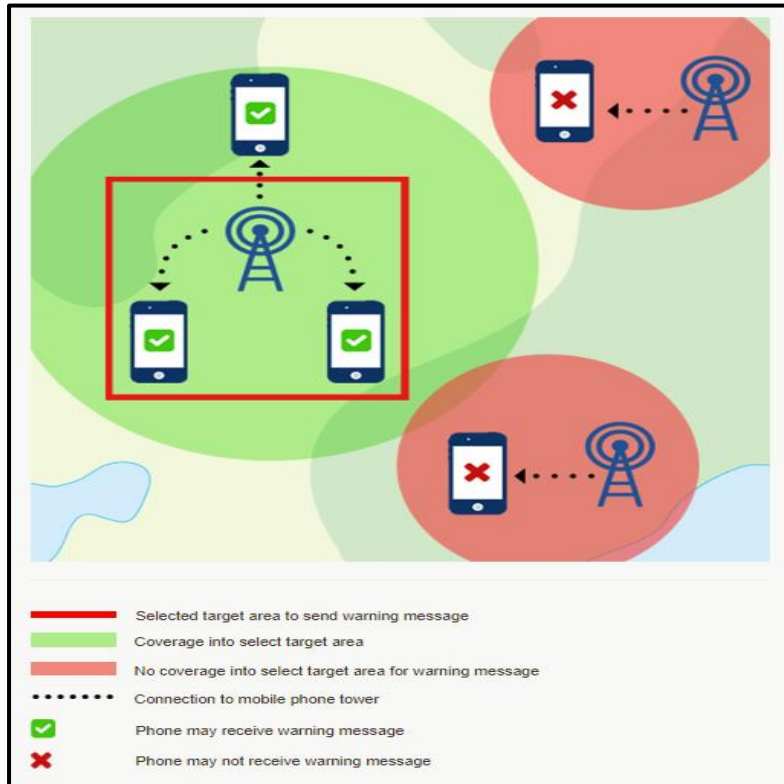 Selected target area to send warning message
Coverage into select target area
No coverage into select target area for warning message
Connection to mobile phone tower
Phone may receive warning message
Phone may not receive warning message